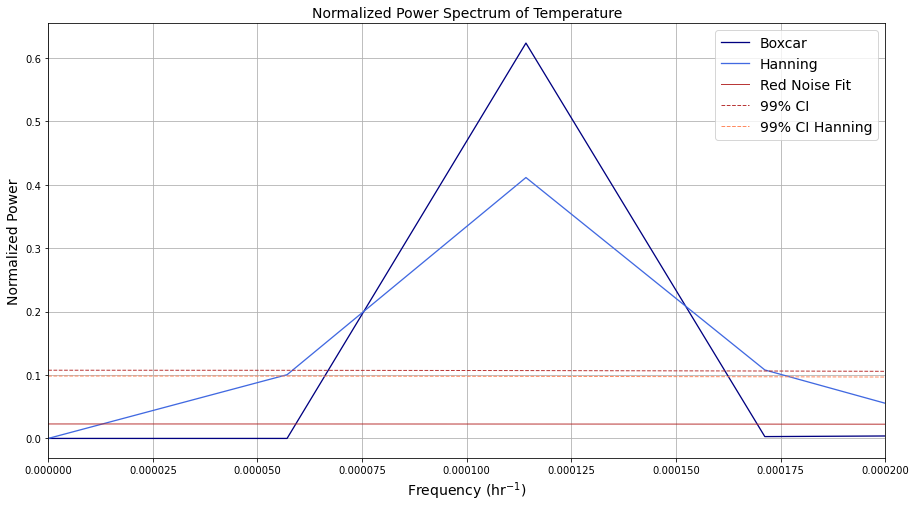 Normalized Power Spectrum of Temperature
Boxcar
Hanning
Red Noise Fit
99% CI
99% CI Hanning
Normalized Power
0.6
0.5
0.4
0.3
0.2
0.1
0.0
0.000000 0.000025 0.000050 0.000075 0.000100 0.000125 0.000150 0.000175 0.000200
Frequency (hr⁻¹)